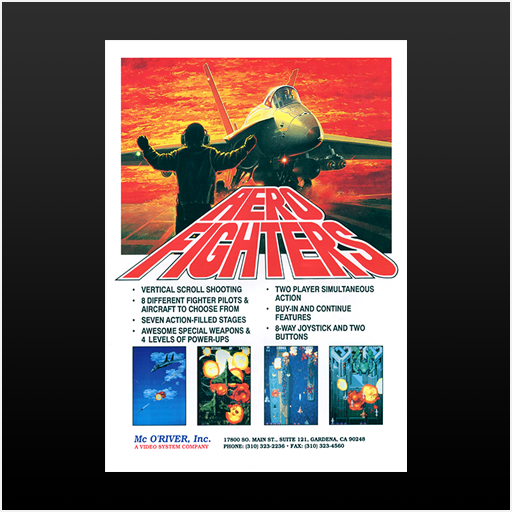 AERO
FIGHTERS
• VERTICAL SCROLL SHOOTING
• 8 DIFFERENT FIGHTER PILOTS &
AIRCRAFT TO CHOOSE FROM
• SEVEN ACTION-FILLED STAGES
• AWESOME SPECIAL WEAPONS &
4 LEVELS OF POWER-UPS
• TWO PLAYER SIMULTANEOUS
ACTION
• BUY-IN AND CONTINUE
FEATURES
• 8-WAY JOYSTICK AND TWO
BUTTONS
Mc O'RIVER, Inc.
A VIDEO SYSTEM COMPANY
17800 SO. MAIN ST., SUITE 121, GARDENA, CA 90248
PHONE: (310) 323-2236 • FAX: (310) 323-4560